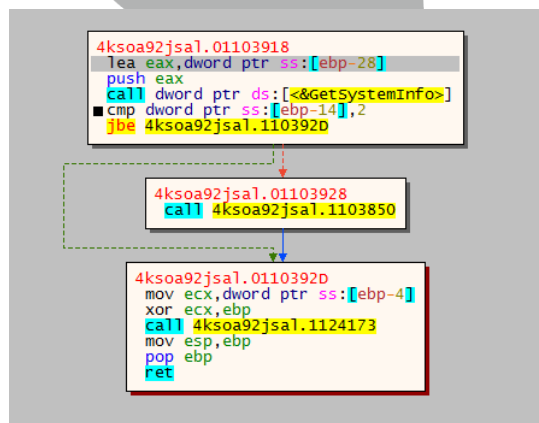 4ksoa92jsal.01103918
lea eax,dword ptr ss:[ebp-28]
push eax
call dword ptr ds:[<&GetSystemInfo>]
cmp dword ptr ss:[ebp-14],2
jbe 4ksoa92jsal.110392D
4ksoa92jsal.01103928
call 4ksoa92jsal.1103850
4ksoa92jsal.0110392D
mov ecx,dword ptr ss:[ebp-4]
xor ecx,ebp
call 4ksoa92jsal.1124173
mov esp,ebp
pop ebp
ret